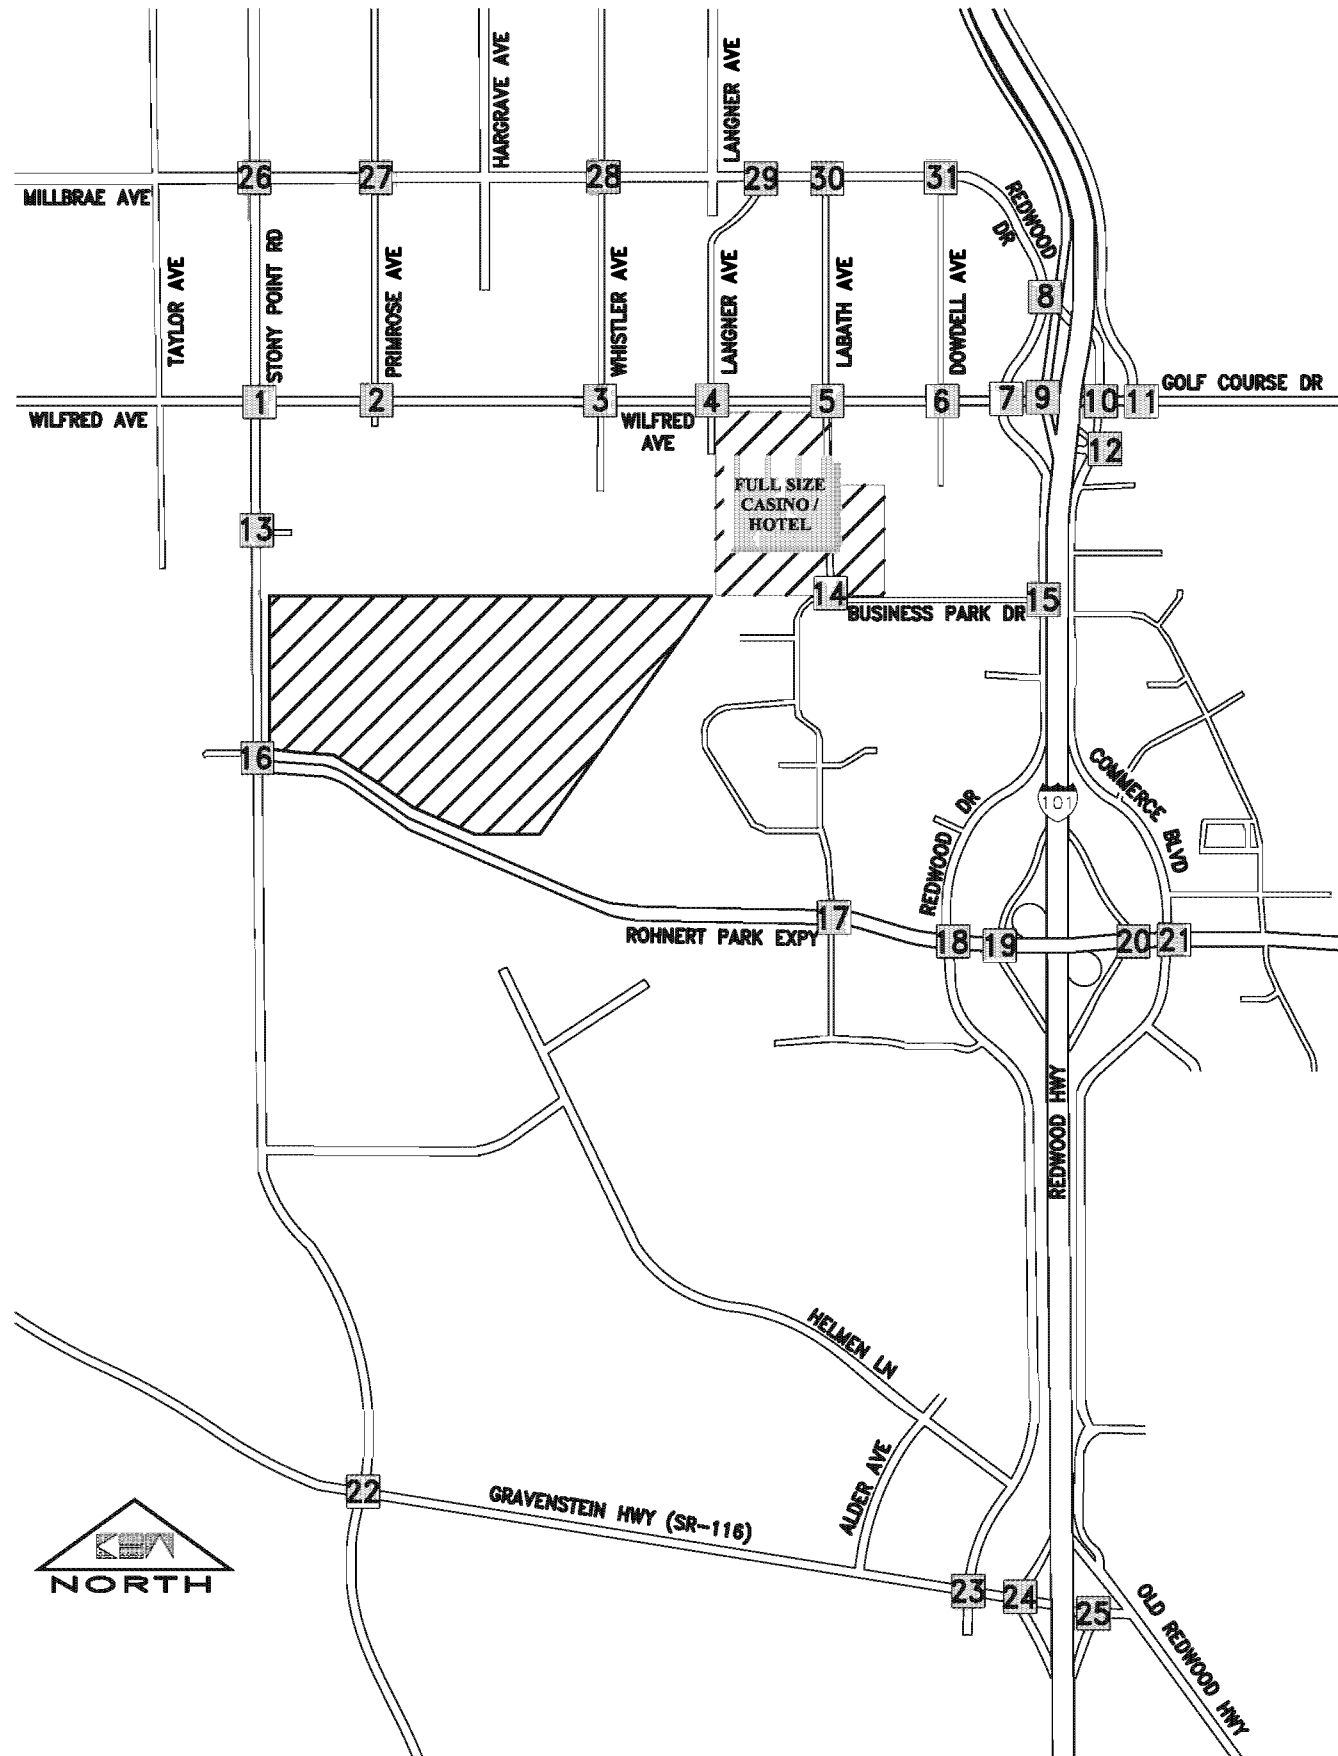 HARGRAVE AVE
LANGNER AVE
26
27
28
29
30
31
MILLBRAE AVE
REDWOOD
DR
TAYLOR AVE
STONY POINT RD
PRIMROSE AVE
WHISTLER AVE
LANGNER AVE
LABATH AVE
DOWDELL AVE
8
GOLF COURSE DR
1
2
3
4
5
6
7
9
10
11
WILFRED AVE
WILFRED
AVE
12
FULL SIZE
CASINO /
HOTEL
13
14
15
BUSINESS PARK DR
16
COMMERCE BLVD
101
REDWOOD DR
17
ROHNERT PARK EXPY
18
19
20
21
REDWOOD HWY
HELMEN LN
ALDER AVE
22
GRAVENSTEIN HWY (SR-116)
NORTH
23
24
25
OLD REDWOOD HWY